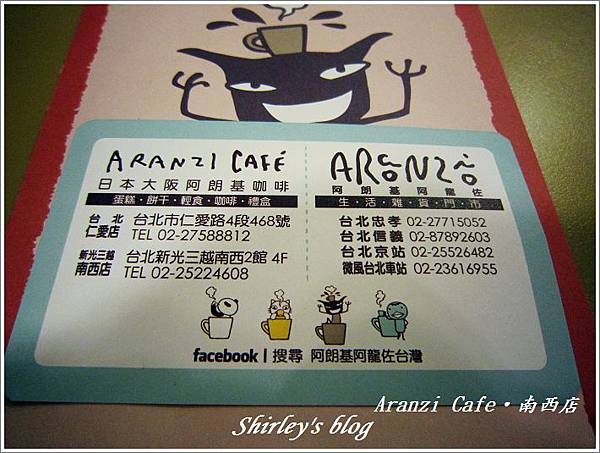 ARANZI CAFÉ
日本大阪阿朗基咖啡
蛋糕·餅干·輕食·咖啡·禮盒
台北仁愛店 台北市仁愛路4段468號
TEL 02-27588812
新光三越南西店 台北新光三越南西2館 4F
TEL 02-25224608
ARONZO
阿朗基阿龍佐
生·活·雜·貨·門·市
台北忠孝 02-27715052
台北信義 02-87892603
台北京站 02-25526482
微風台北車站 02-23616955
facebook | 搜尋 阿朗基阿龍佐台灣
Aranzi Cafe·南西店
Shirley's blog